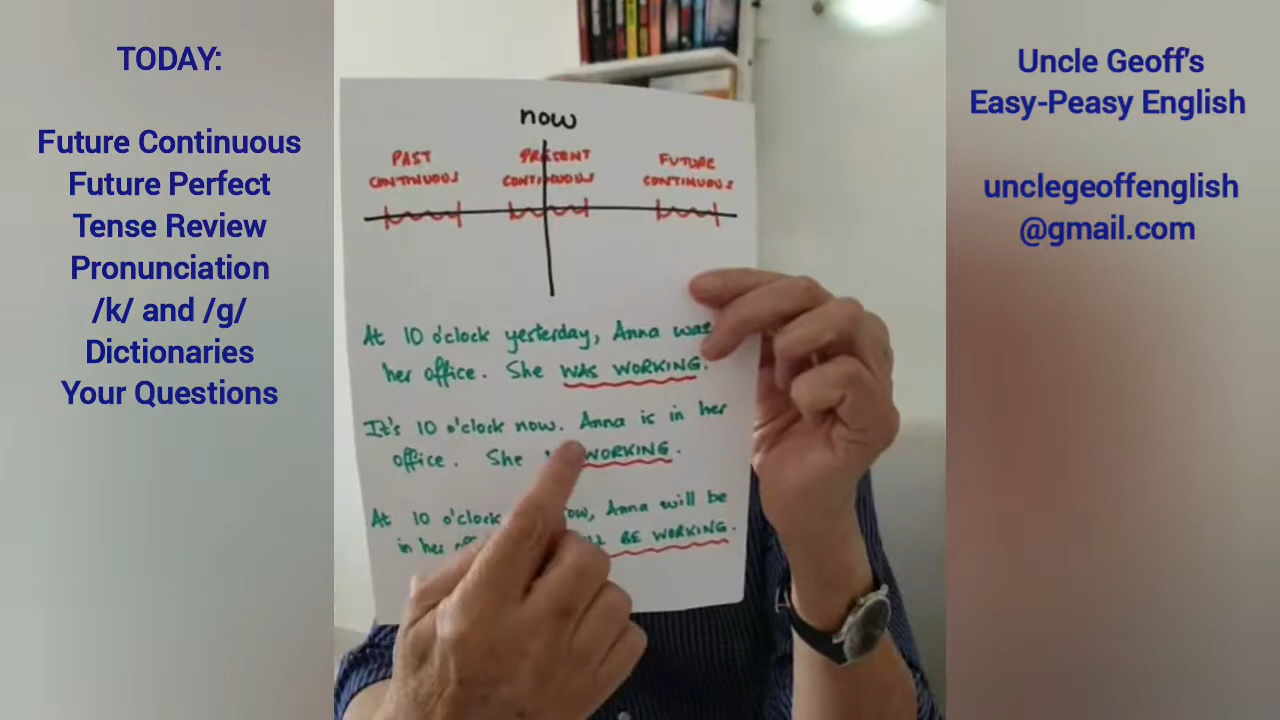 TODAY:
Future Continuous
Future Perfect
Tense Review
Pronunciation
/k/ and /g/
Dictionaries
Your Questions
now
PAST CONTINUOUS
PRESENT CONTINUOUS
FUTURE CONTINUOUS
At 10 o'clock yesterday, Anna was
her office. She WAS WORKING.
It's 10 o'clock now. Anna is in her
office. She WORKING.
At 10 o'clock Anna will be
in her BE WORKING.
Uncle Geoff's
Easy-Peasy English
unclegeoffenglish
@gmail.com